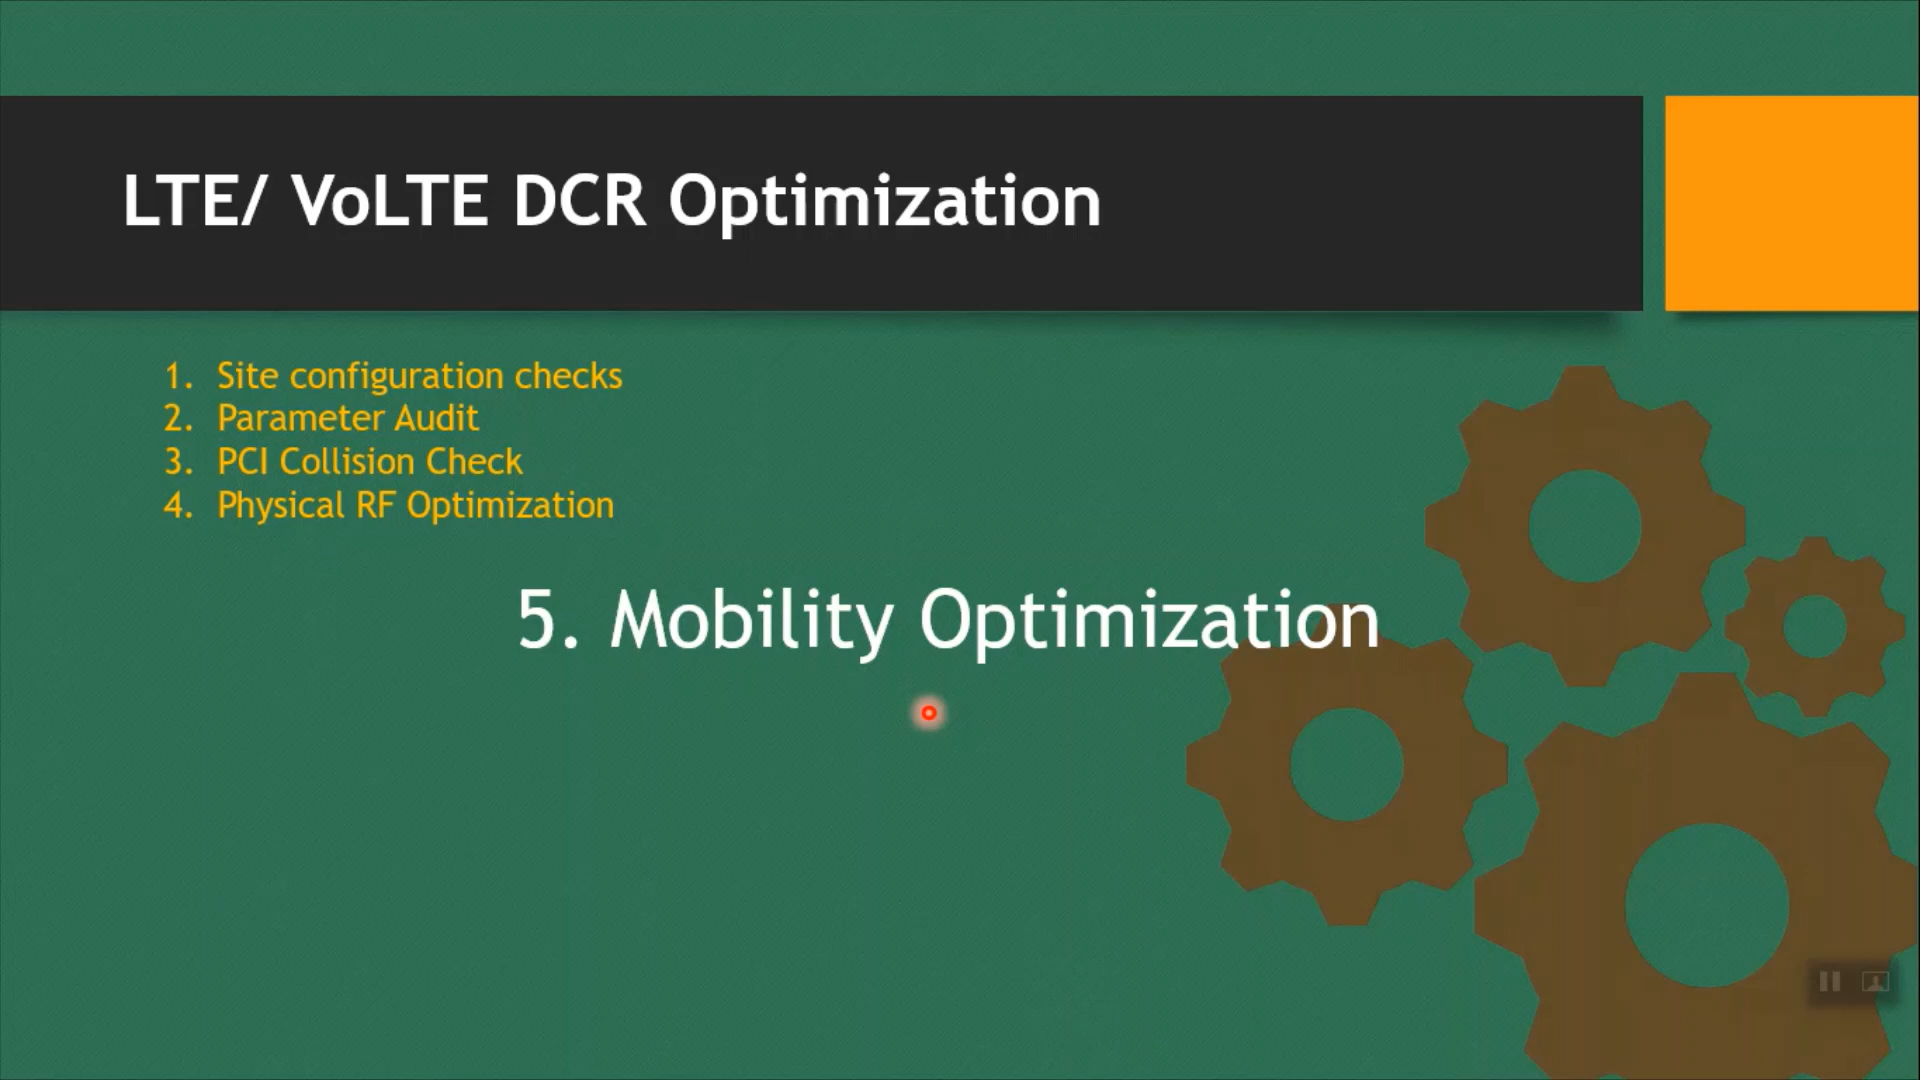 LTE/ VoLTE DCR Optimization
1. Site configuration checks
2. Parameter Audit
3. PCI Collision Check
4. Physical RF Optimization
5. Mobility Optimization